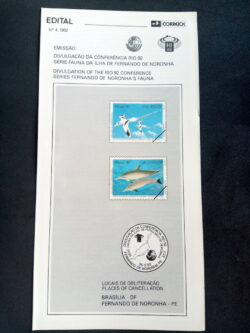 EDITAL
Nº 4 1992
CORREIOS
EMISSÃO:
DIVULGAÇÃO DA CONFERÊNCIA RIO 92
SÉRIE FAUNA DA ILHA DE FERNANDO DE NORONHA
DIVULGATION OF THE RIO 92 CONFERENCE
SERIES FERNANDO DE NORONHA'S FAUNA
LOCAIS DE OBLITERAÇÃO
PLACES OF CANCELLATION
BRASÍLIA - DF
FERNANDO DE NORONHA - PE